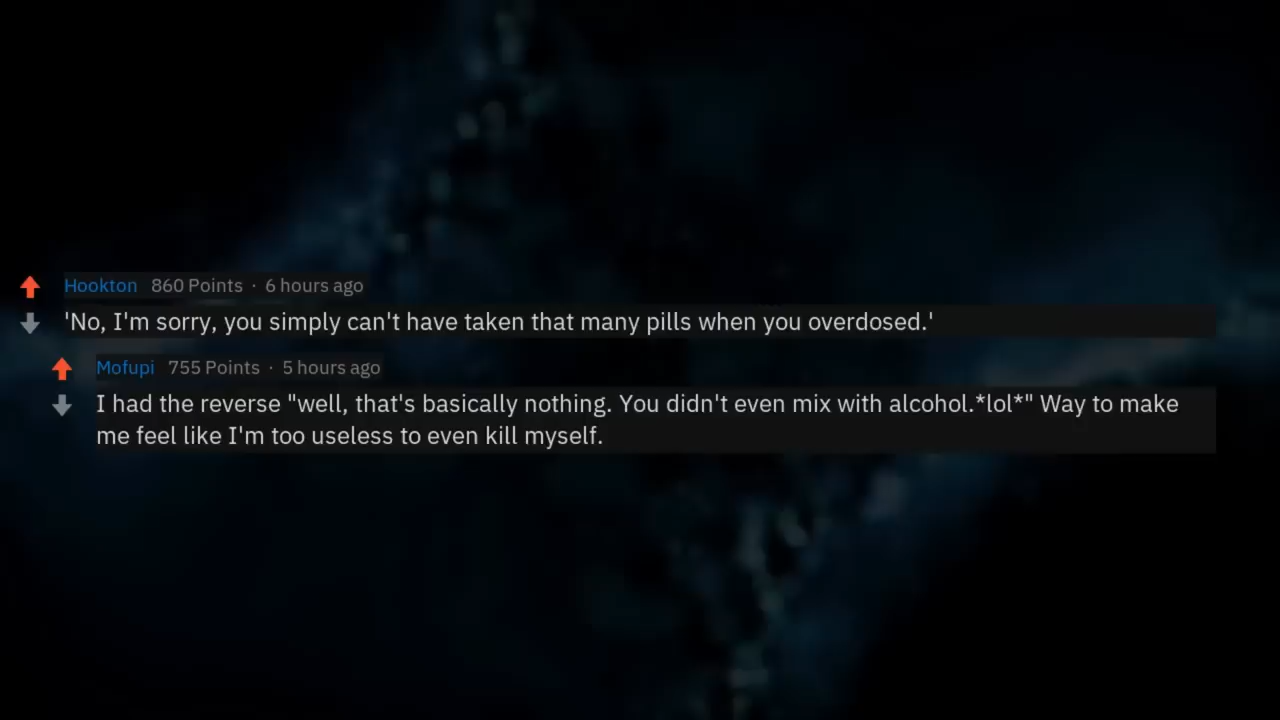 Hookton 860 Points · 6 hours ago
'No, I'm sorry, you simply can't have taken that many pills when you overdosed.'
Mofupi 755 Points · 5 hours ago
I had the reverse "well, that's basically nothing. You didn't even mix with alcohol.*lol*" Way to make
me feel like I'm too useless to even kill myself.